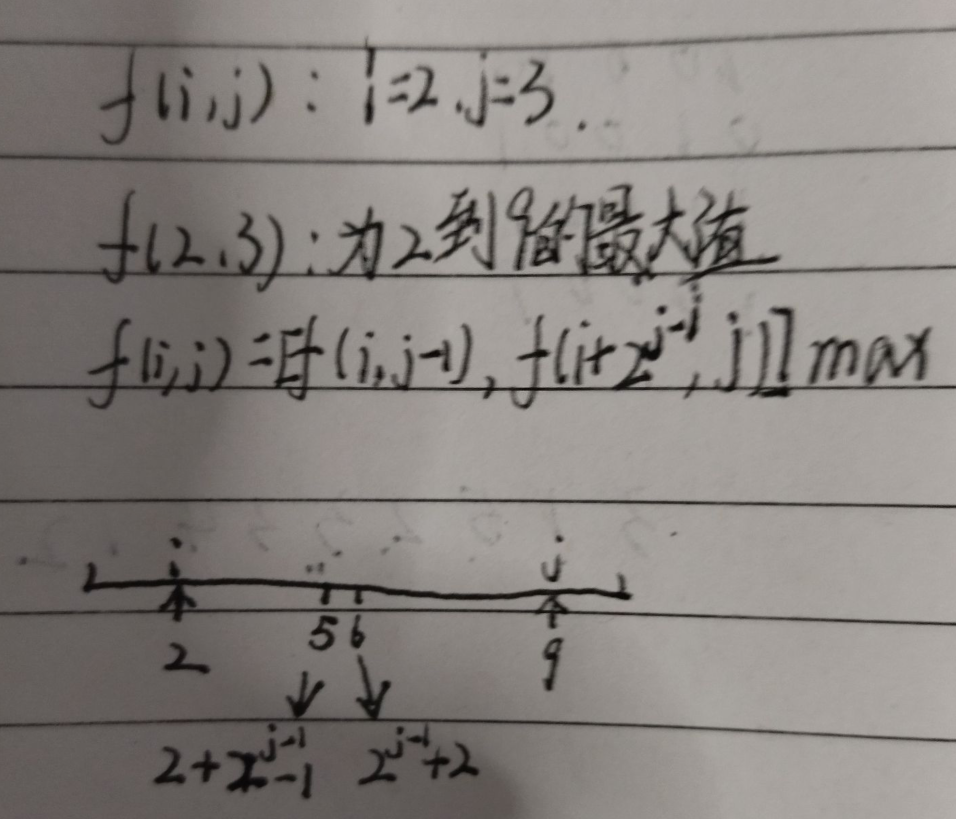 f(i,j): i=2.j=3.
f(2.3):为2到9的最大值
f(i,j)=[f(i,j-1), f(i+2^{j-1},j)] max
i j
5 6
2 9
2+2^{j-1}-1 2^{j-1}+2